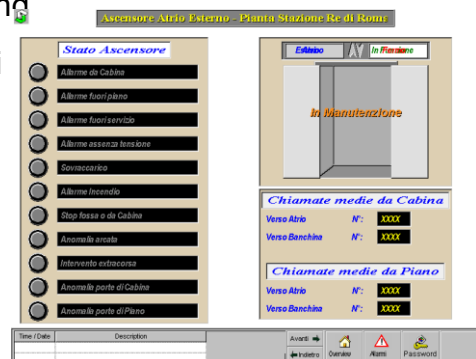 Ascensore Atrio Esterno - Pianta Stazione Re di Roma
Stato Ascensore
Allarme da Cabina
Allarme fuori piano
Allarme fuori servizio
Allarme assenza tensione
Sovraccarico
Allarme Incendio
Stop fossa o da Cabina
Anomalia arcata
Intervento extracorsa
Anomalia porte di Cabina
Anomalia porte di Piano
In Manutenzione
Chiamate medie da Cabina
Verso Atrio N°: XXXX
Verso Banchina N°: XXXX
Chiamate medie da Piano
Verso Atrio N°: XXXX
Verso Banchina N°: XXXX
Time / Date Description
Avanti
Indietro
Overview
Allarmi
Password